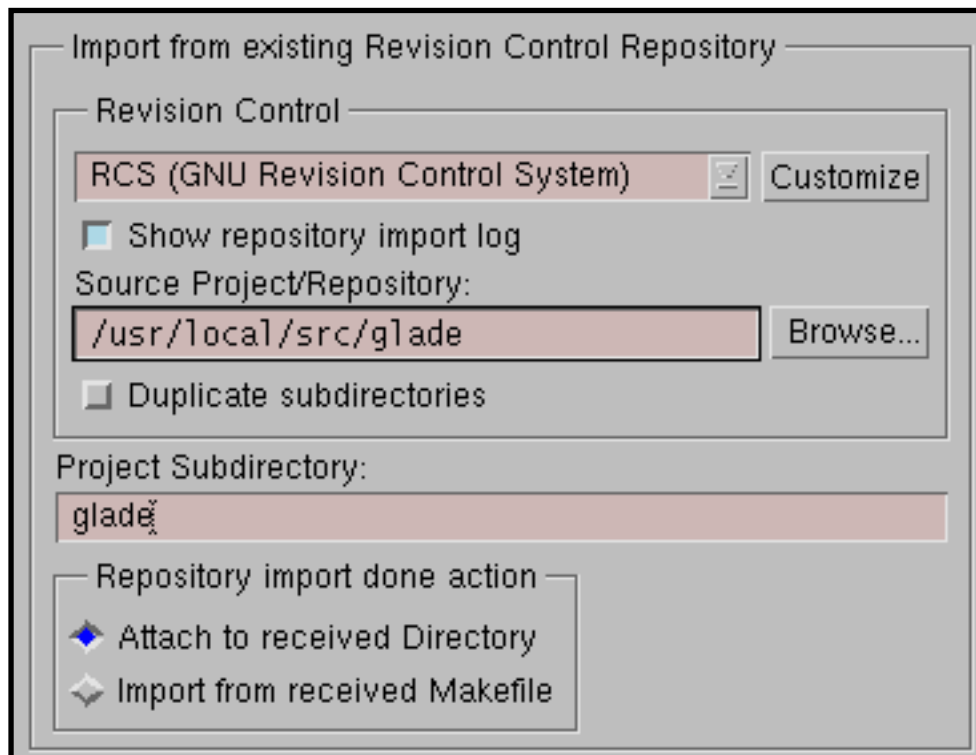 Import from existing Revision Control Repository
Revision Control
RCS (GNU Revision Control System)
Customize
Show repository import log
Source Project/Repository:
/usr/local/src/glade
Browse...
Duplicate subdirectories
Project Subdirectory:
glade
Repository import done action
Attach to received Directory
Import from received Makefile